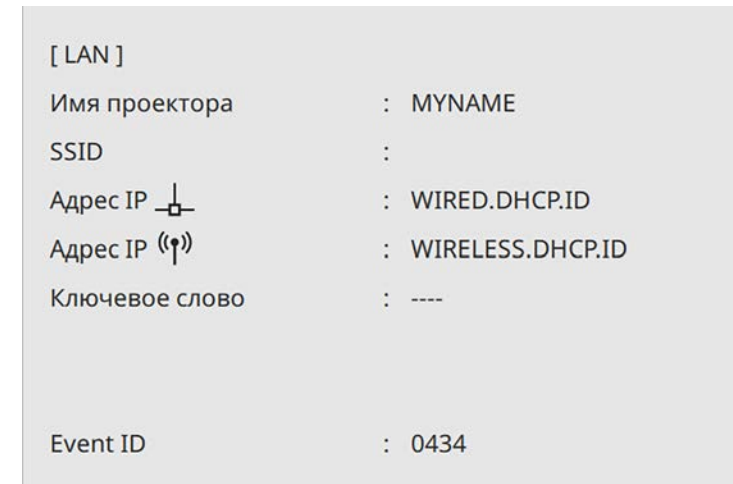 [ LAN ]
Имя проектора : MYNAME
SSID :
Адрес IP : WIRED.DHCP.ID
Адрес IP : WIRELESS.DHCP.ID
Ключевое слово : ----
Event ID : 0434